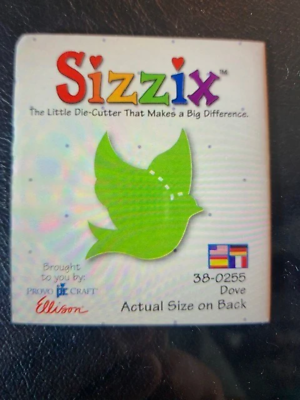 Sizzix™
The Little Die-Cutter That Makes a Big Difference.
Brought
to you by:
PROVO PC CRAFT
Ellison
38-0255
Dove
Actual Size on Back